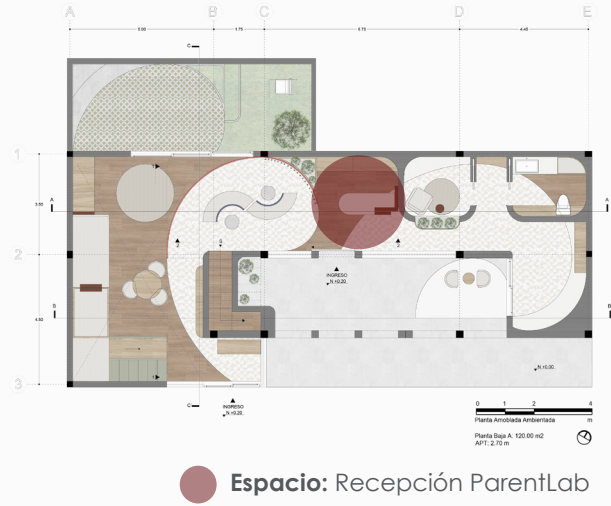 A B C D E
5.00 1.75 6.75 4.45
C
1
A A
3.50
2
2 2
INGRESO
N +0.20
B B
4.50
N +0.00
3
C'
INGRESO
N +0.20
0 1 2 4
Planta Amoblada Ambientada m
Planta Baja A: 120.00 m2
APT: 2.70 m
Espacio: Recepción ParentLab